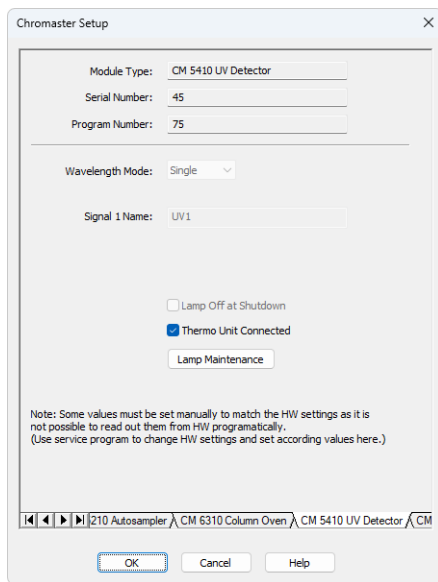 Chromaster Setup
Module Type: CM 5410 UV Detector
Serial Number: 45
Program Number: 75
Wavelength Mode: Single
Signal 1 Name: UV1
Lamp Off at Shutdown
Thermo Unit Connected
Lamp Maintenance
Note: Some values must be set manually to match the HW settings as it is
not possible to read out them from HW programatically.
(Use service program to change HW settings and set according values here.)
210 Autosampler CM 6310 Column Oven CM 5410 UV Detector CM
OK Cancel Help